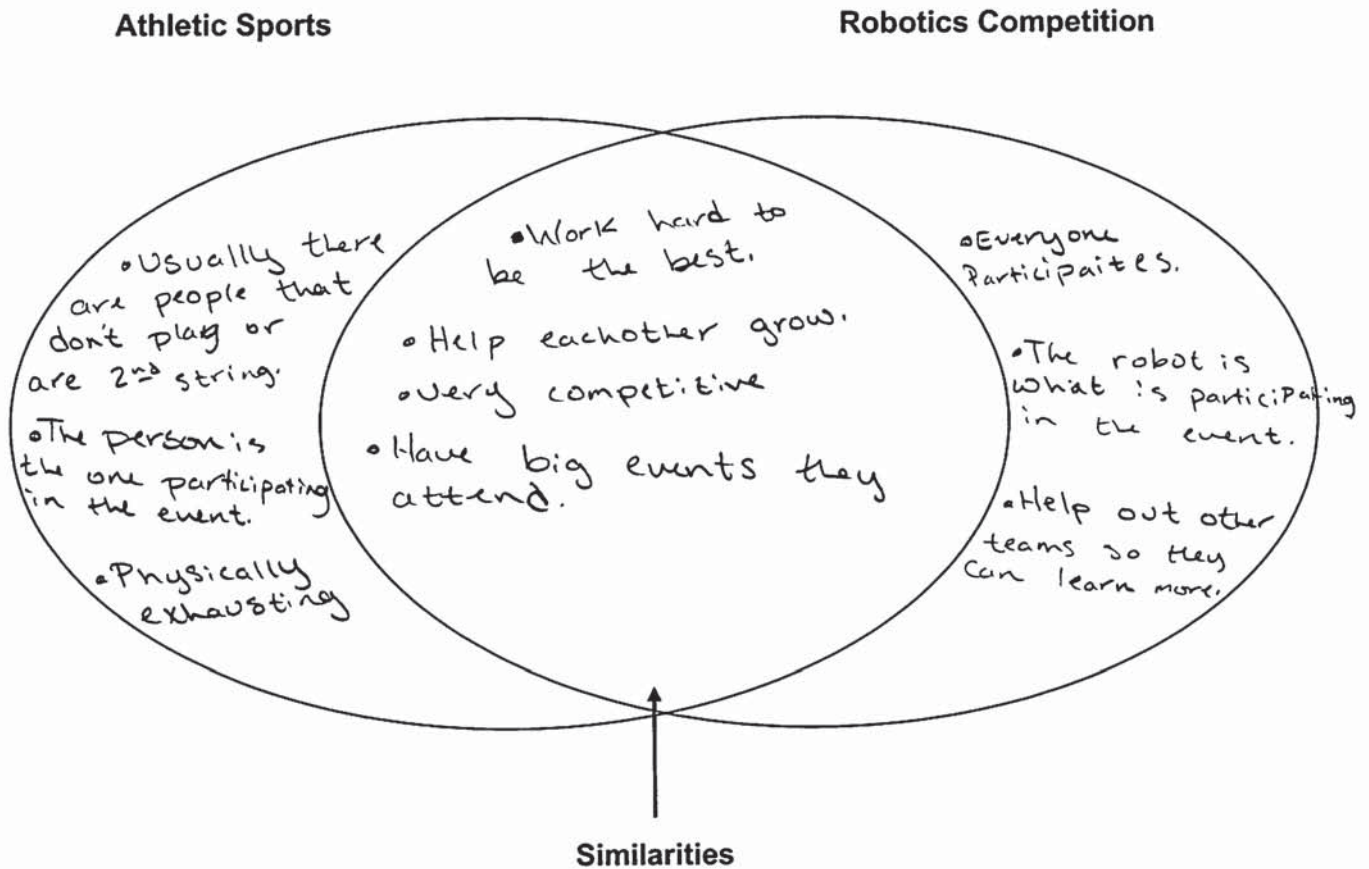 Athletic Sports
Robotics Competition
•Usually there
are people that
don't play or
are 2nd string.
•The person is
the one participating
in the event.
•Physically
exhausting
•Work hard to
be the best.
•Help eachother grow.
•very competitive
•Have big events they
attend.
•Everyone
Participaites.
•The robot is
what is participating
in the event.
•Help out other
teams so they
can learn more.
Similarities